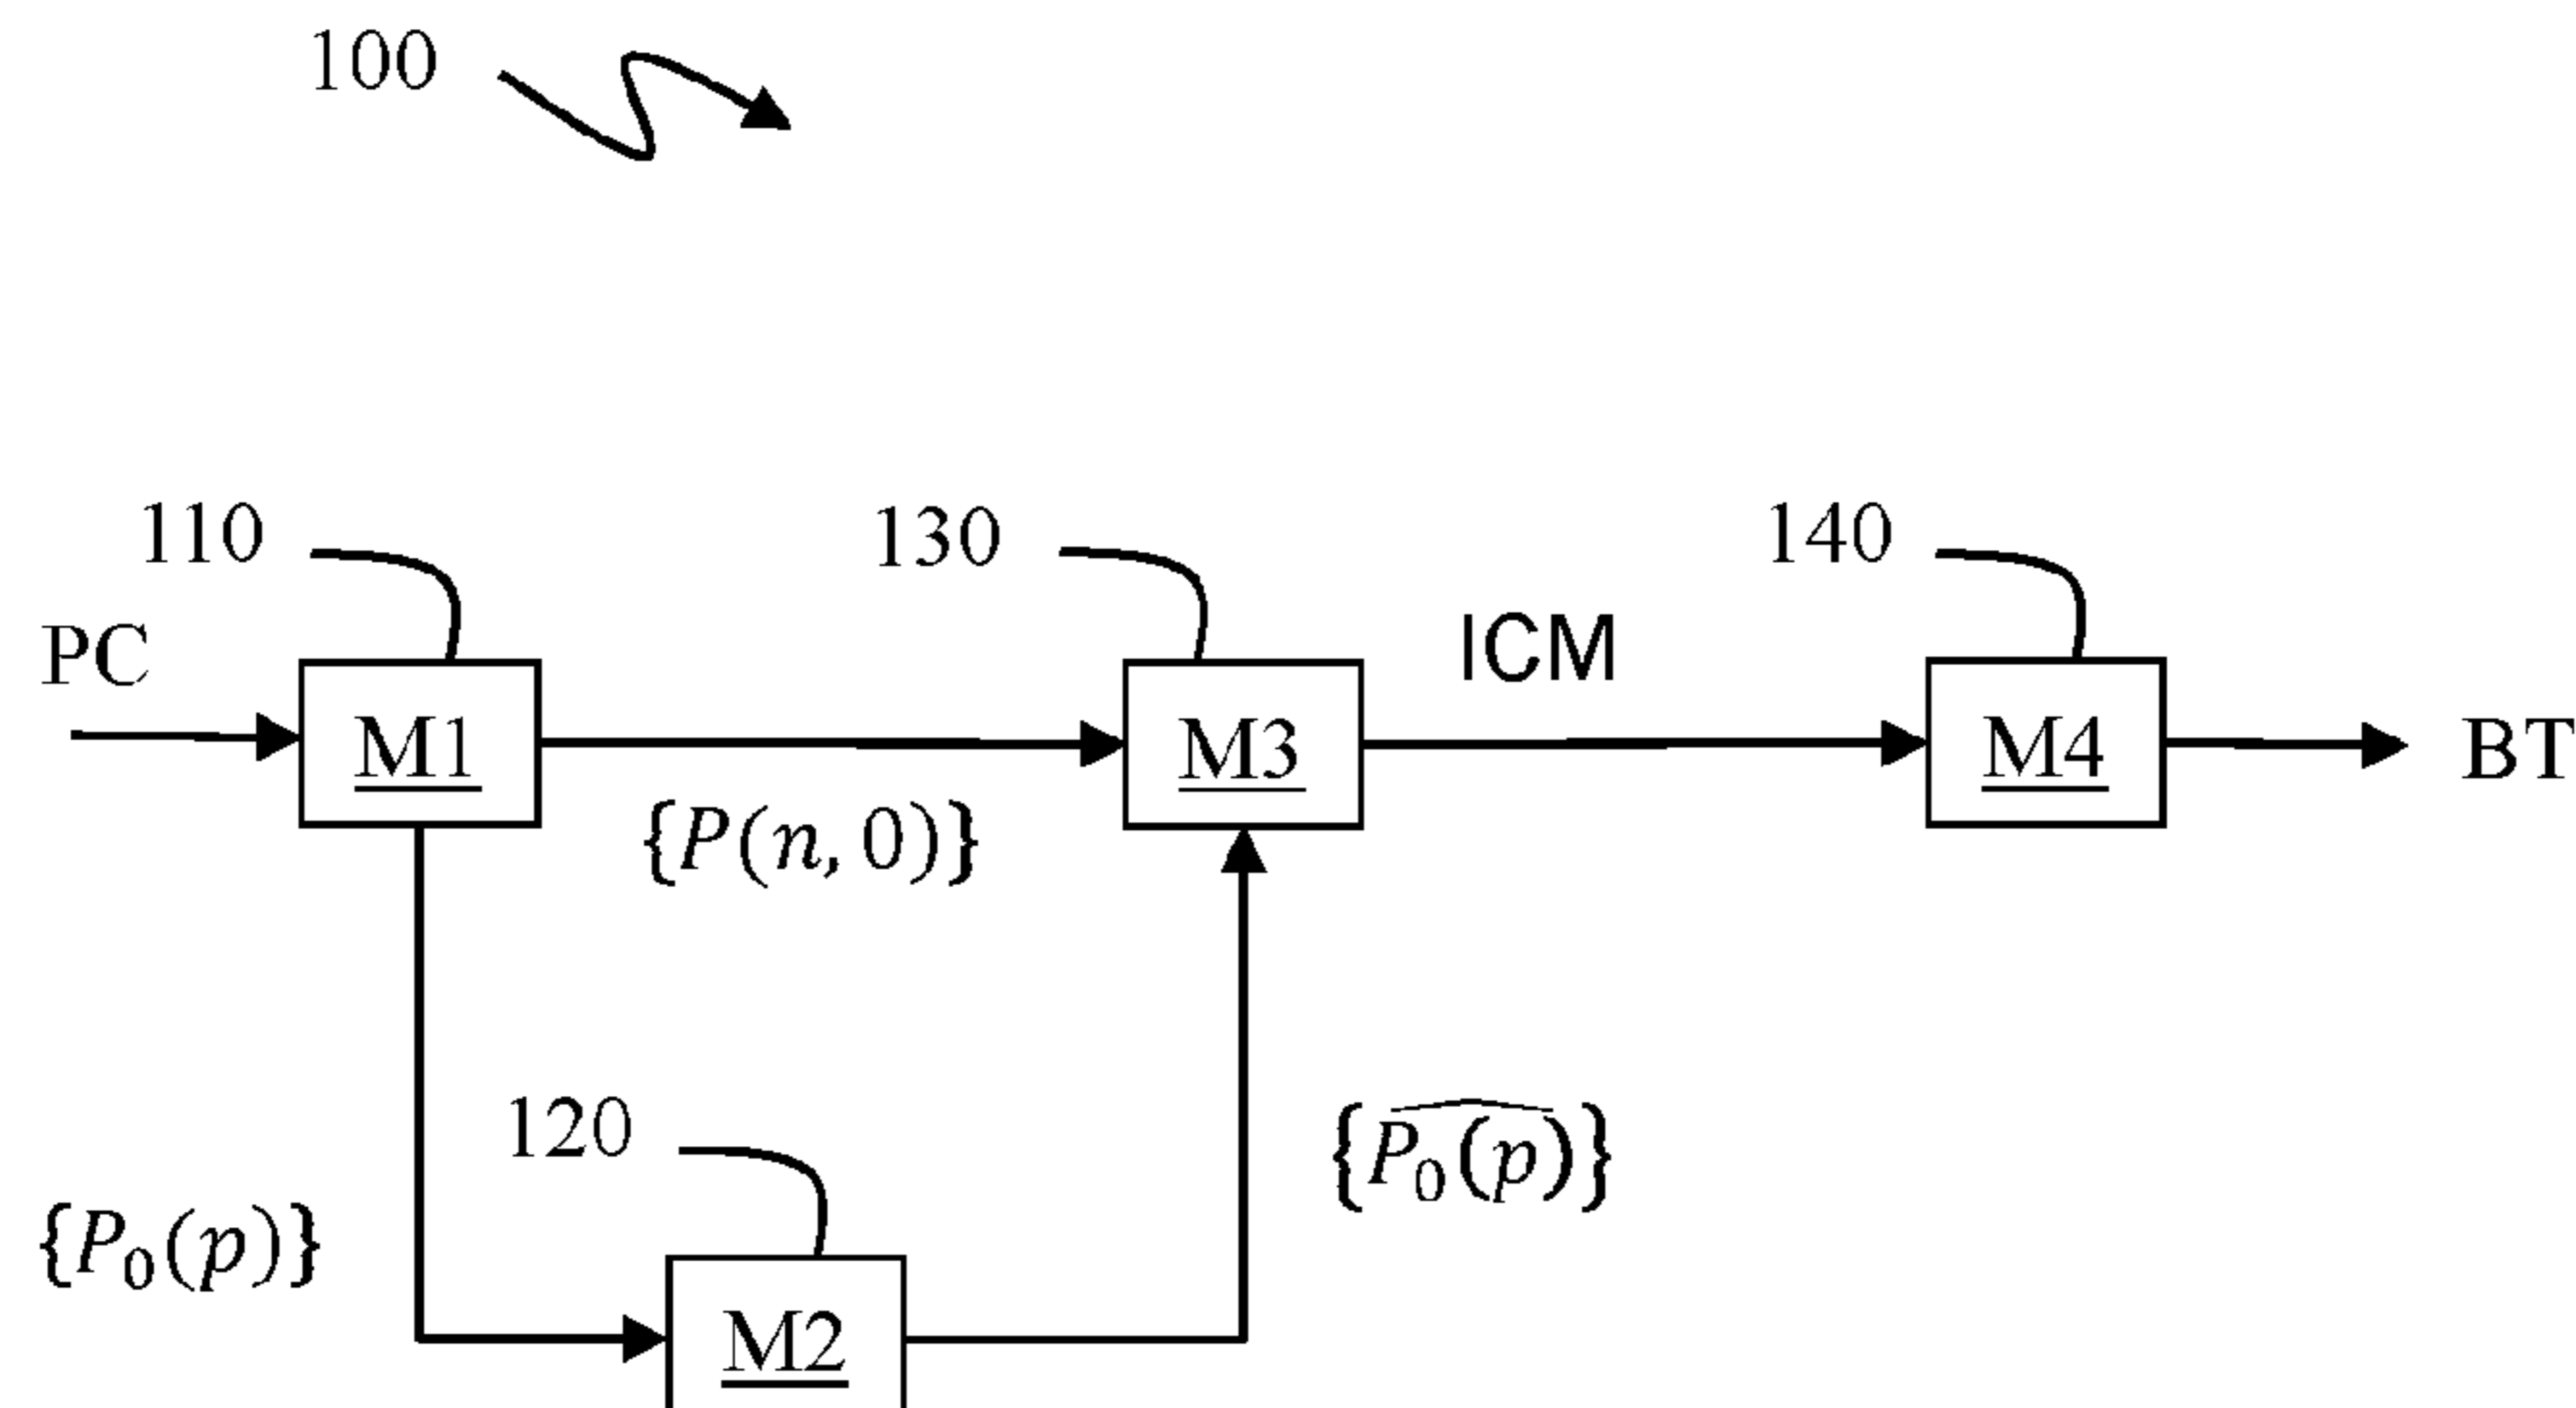 100
110
130
140
PC
ICM
M1
M3
M4
BT
{P(n, 0)}
120
{P̂₀(p)}
{P₀(p)}
M2